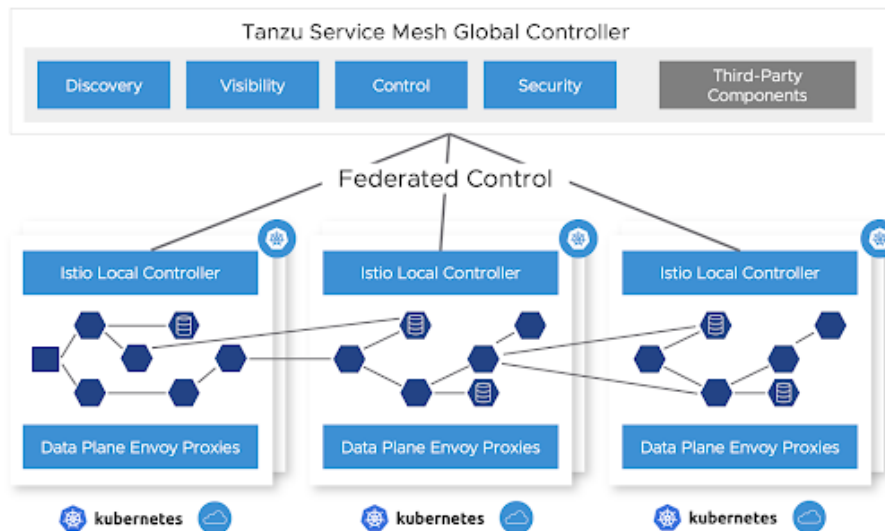 Tanzu Service Mesh Global Controller
Discovery
Visibility
Control
Security
Third-Party
Components
Federated Control
Istio Local Controller
Istio Local Controller
Istio Local Controller
Data Plane Envoy Proxies
Data Plane Envoy Proxies
Data Plane Envoy Proxies
kubernetes
kubernetes
kubernetes